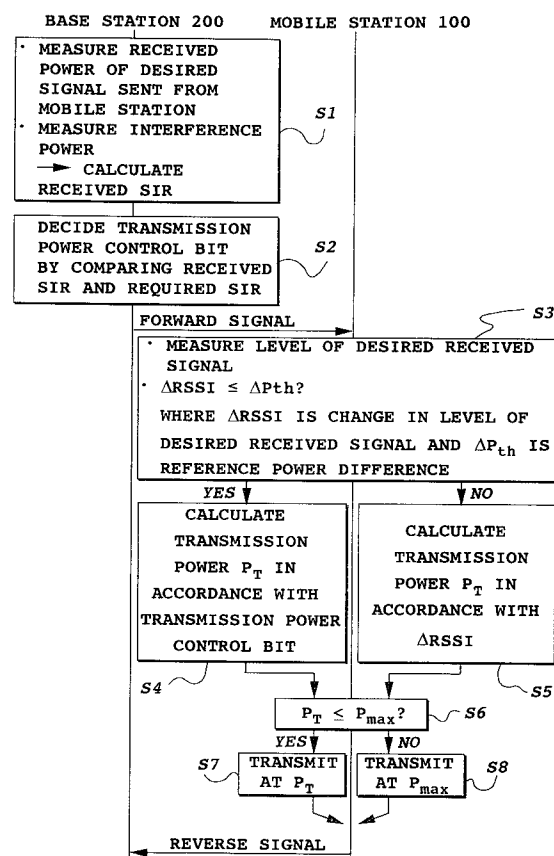 BASE STATION 200 MOBILE STATION 100
· MEASURE RECEIVED
POWER OF DESIRED
SIGNAL SENT FROM
MOBILE STATION
· MEASURE INTERFERENCE
POWER
→ CALCULATE
RECEIVED SIR
S1
DECIDE TRANSMISSION
POWER CONTROL BIT
BY COMPARING RECEIVED
SIR AND REQUIRED SIR
S2
FORWARD SIGNAL
S3
· MEASURE LEVEL OF DESIRED RECEIVED
SIGNAL
· ΔRSSI ≤ ΔPth?
WHERE ΔRSSI IS CHANGE IN LEVEL OF
DESIRED RECEIVED SIGNAL AND ΔPth IS
REFERENCE POWER DIFFERENCE
YES
NO
CALCULATE
TRANSMISSION
POWER PT IN
ACCORDANCE WITH
TRANSMISSION POWER
CONTROL BIT
S4
CALCULATE
TRANSMISSION
POWER PT IN
ACCORDANCE WITH
ΔRSSI
S5
PT ≤ Pmax?
S6
YES
NO
S7
TRANSMIT
AT PT
TRANSMIT
AT Pmax
S8
REVERSE SIGNAL